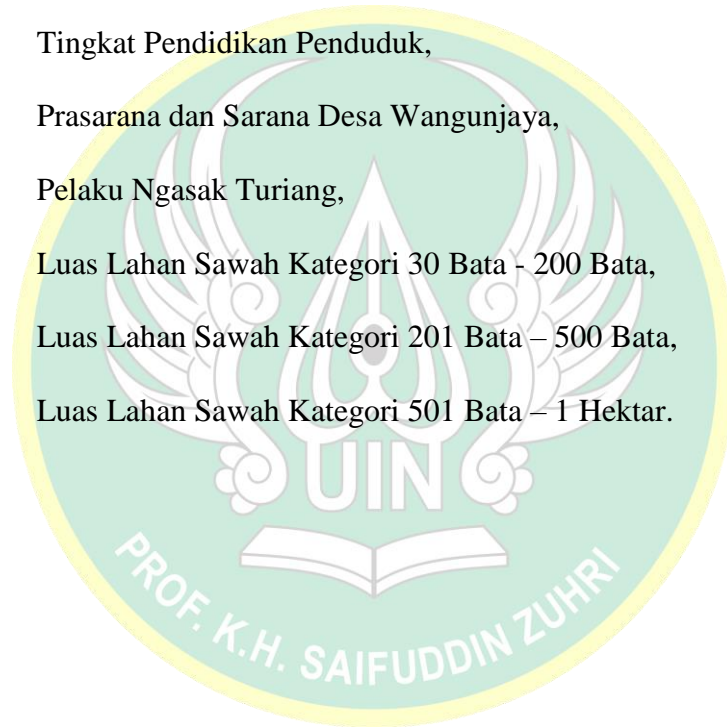 Tingkat Pendidikan Penduduk,
Prasarana dan Sarana Desa Wangunjaya,
Pelaku Ngasak Turiang,
Luas Lahan Sawah Kategori 30 Bata - 200 Bata,
Luas Lahan Sawah Kategori 201 Bata – 500 Bata,
Luas Lahan Sawah Kategori 501 Bata – 1 Hektar.
UIN
PROF. K.H. SAIFUDDIN ZUHRI